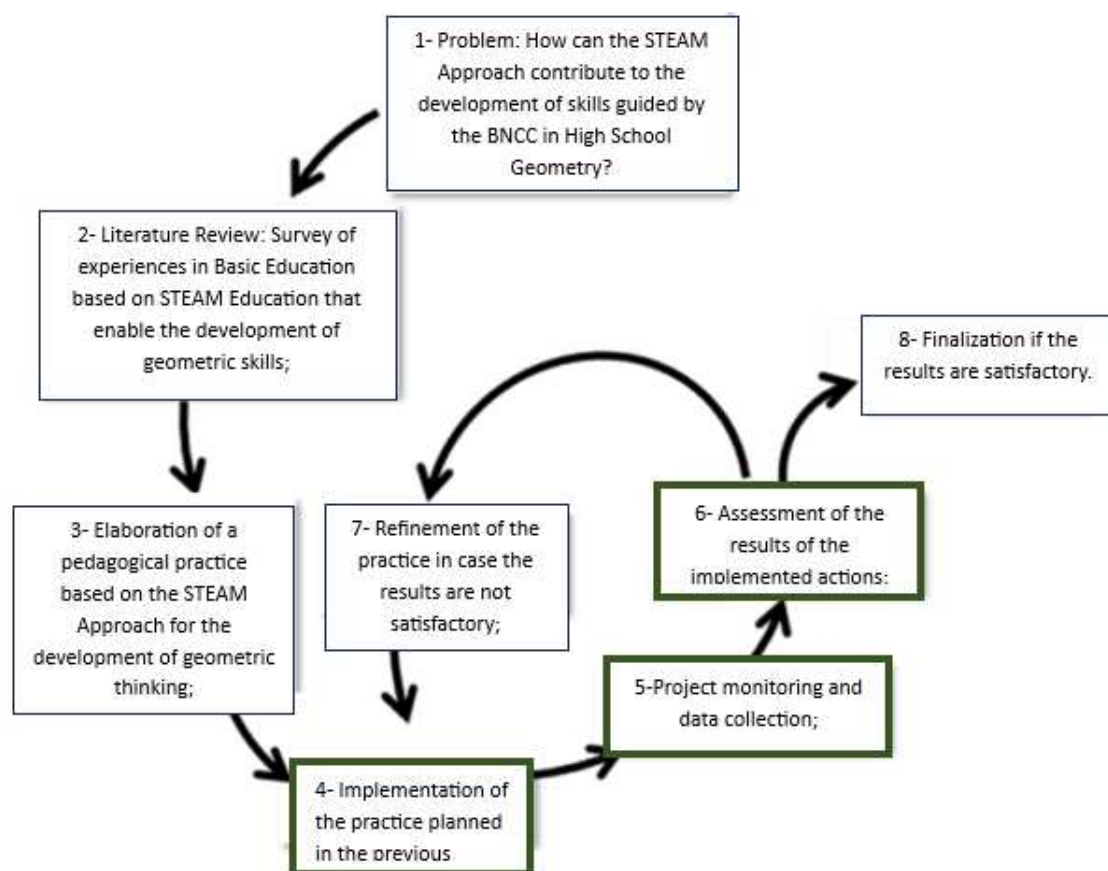 1- Problem: How can the STEAM
Approach contribute to the
development of skills guided by
the BNCC in High School
Geometry?
2- Literature Review: Survey of
experiences in Basic Education
based on STEAM Education that
enable the development of
geometric skills;
3- Elaboration of a
pedagogical practice
based on the STEAM
Approach for the
development of geometric
thinking;
4- Implementation of
the practice planned
in the previous
5-Project monitoring and
data collection;
6- Assessment of the
results of the
implemented actions;
7- Refinement of the
practice in case the
results are not
satisfactory;
8- Finalization if the
results are satisfactory.